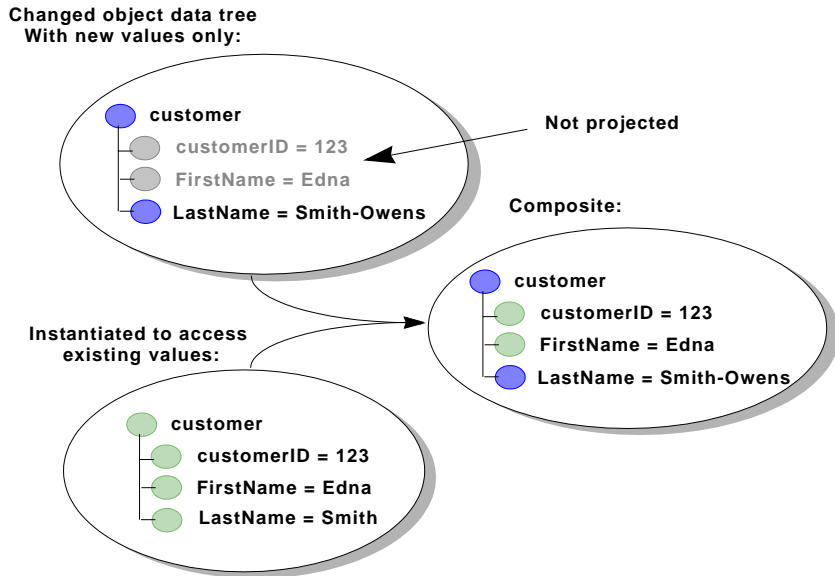 Changed object data tree
With new values only:
customer
customerID = 123
FirstName = Edna
LastName = Smith-Owens
Not projected
Composite:
customer
customerID = 123
FirstName = Edna
LastName = Smith-Owens
Instantiated to access
existing values:
customer
customerID = 123
FirstName = Edna
LastName = Smith